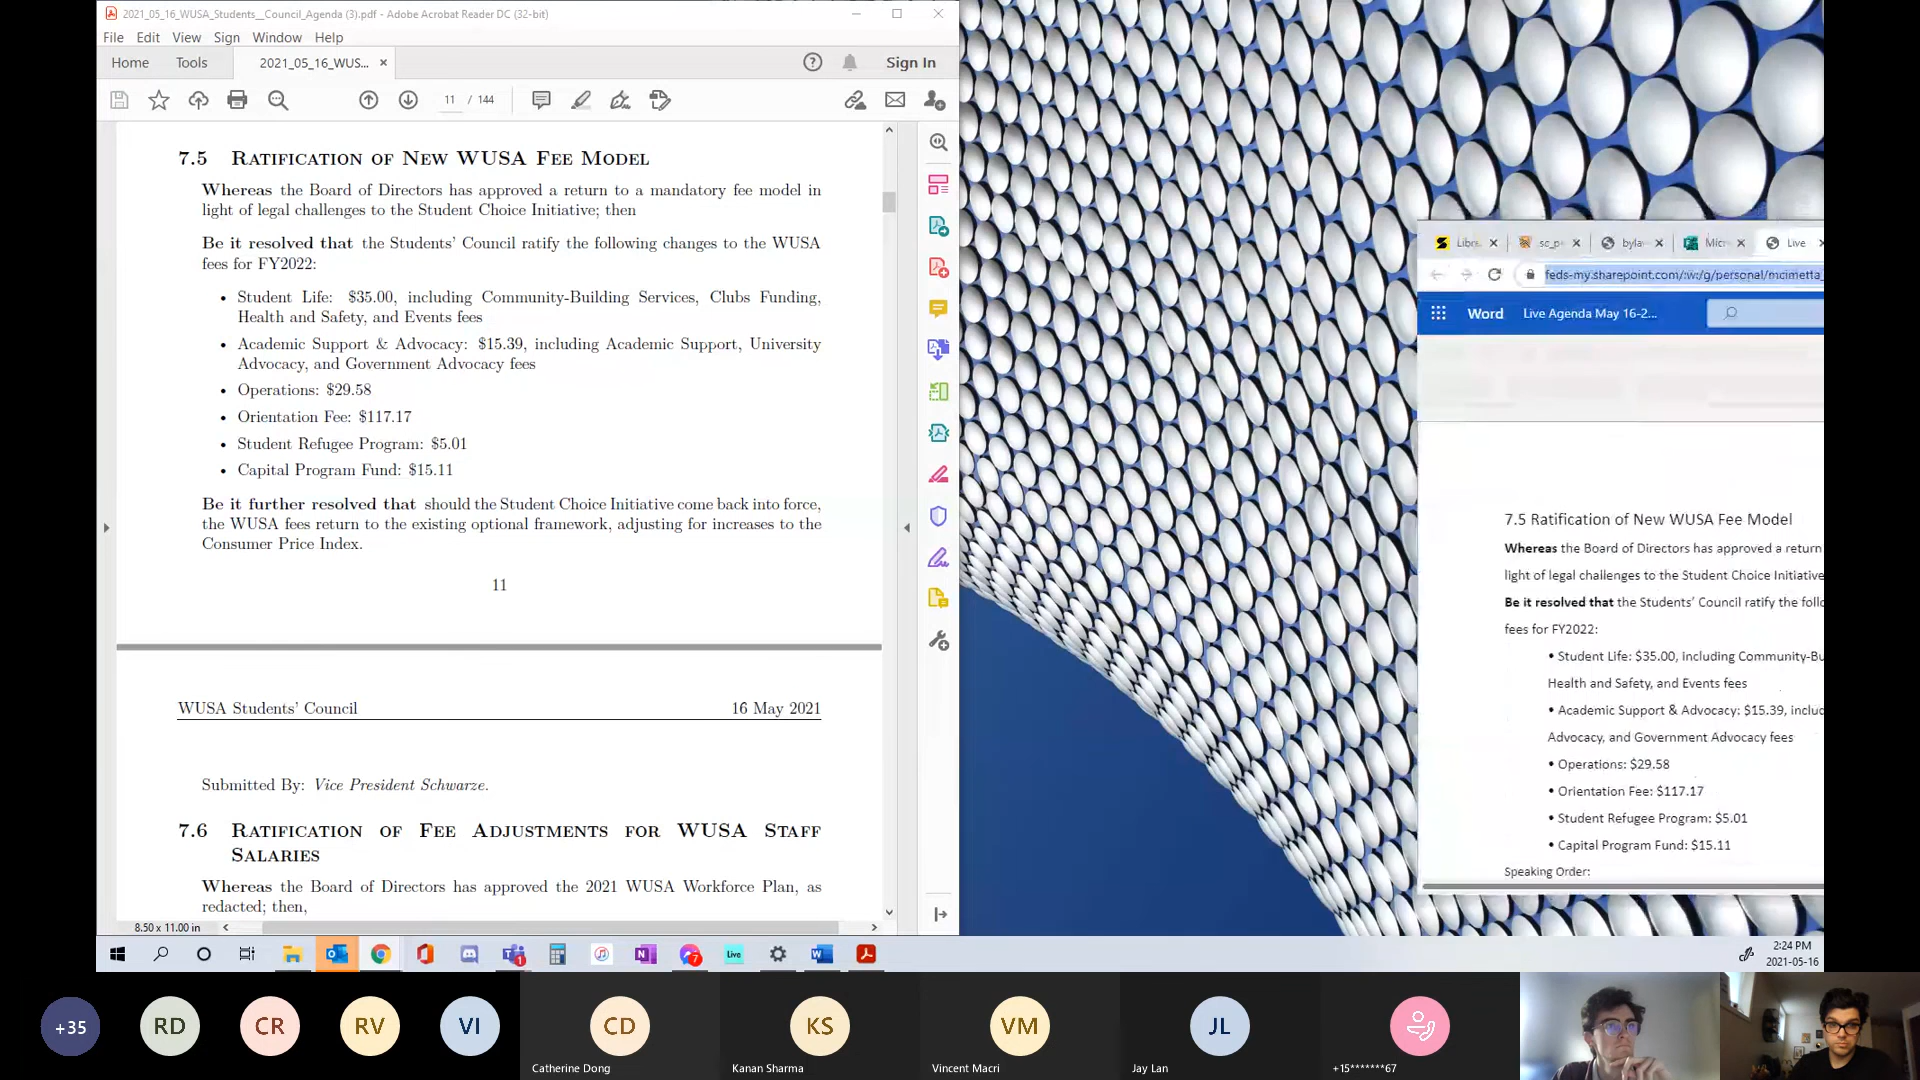 2021_05_16_WUSA_Students__Council_Agenda (3).pdf - Adobe Acrobat Reader DC (32-bit)
File Edit View Sign Window Help
Home Tools 2021_05_16_WUS... × Sign In
11 / 144
7.5 Ratification of New WUSA Fee Model
Whereas the Board of Directors has approved a return to a mandatory fee model in
light of legal challenges to the Student Choice Initiative; then
Be it resolved that the Students' Council ratify the following changes to the WUSA
fees for FY2022:
• Student Life: $35.00, including Community-Building Services, Clubs Funding,
Health and Safety, and Events fees
• Academic Support & Advocacy: $15.39, including Academic Support, University
Advocacy, and Government Advocacy fees
• Operations: $29.58
• Orientation Fee: $117.17
• Student Refugee Program: $5.01
• Capital Program Fund: $15.11
Be it further resolved that should the Student Choice Initiative come back into force,
the WUSA fees return to the existing optional framework, adjusting for increases to the
Consumer Price Index.
11
WUSA Students' Council 16 May 2021
Submitted By: Vice President Schwarze.
7.6 Ratification of Fee Adjustments for WUSA Staff
Salaries
Whereas the Board of Directors has approved the 2021 WUSA Workforce Plan, as
redacted; then,
8.50 x 11.00 in
Libra sc_p bylav Micr Live
feds-my.sharepoint.com/:w:/g/personal/mcimetta_
Word Live Agenda May 16-2...
7.5 Ratification of New WUSA Fee Model
Whereas the Board of Directors has approved a return
light of legal challenges to the Student Choice Initiative
Be it resolved that the Students' Council ratify the follo
fees for FY2022:
• Student Life: $35.00, including Community-Bu
Health and Safety, and Events fees
• Academic Support & Advocacy: $15.39, includ
Advocacy, and Government Advocacy fees
• Operations: $29.58
• Orientation Fee: $117.17
• Student Refugee Program: $5.01
• Capital Program Fund: $15.11
Speaking Order:
Live
2:24 PM
2021-05-16
+35 RD CR RV VI CD KS VM JL
Catherine Dong Kanan Sharma Vincent Macri Jay Lan +15*******67